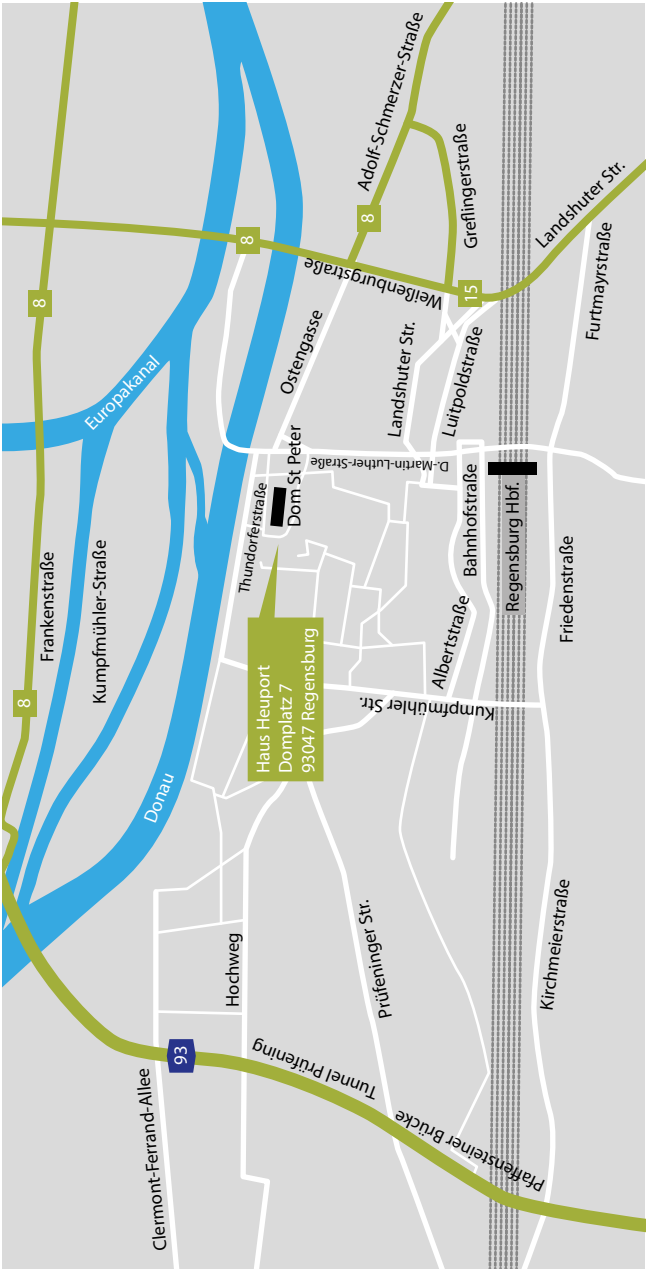 Frankenstraße
Kumpfmühler-Straße
Europakanal
Donau
8
8
8
8
15
93
Adolf-Schmerzer-Straße
Greflingerstraße
Landshuter Str.
Furtmayrstraße
Weißenburgstraße
Ostengasse
Landshuter Str.
Luitpoldstraße
D.-Martin-Luther-Straße
Dom St Peter
Thundorferstraße
Bahnhofstraße
Regensburg Hbf.
Friedenstraße
Albertstraße
Kumpfmühler Str.
Haus Heuport
Domplatz 7
93047 Regensburg
Hochweg
Prüfeninger Str.
Kirchmeierstraße
Clermont-Ferrand-Allee
Tunnel Prüfening
Pfaffensteiner Brücke